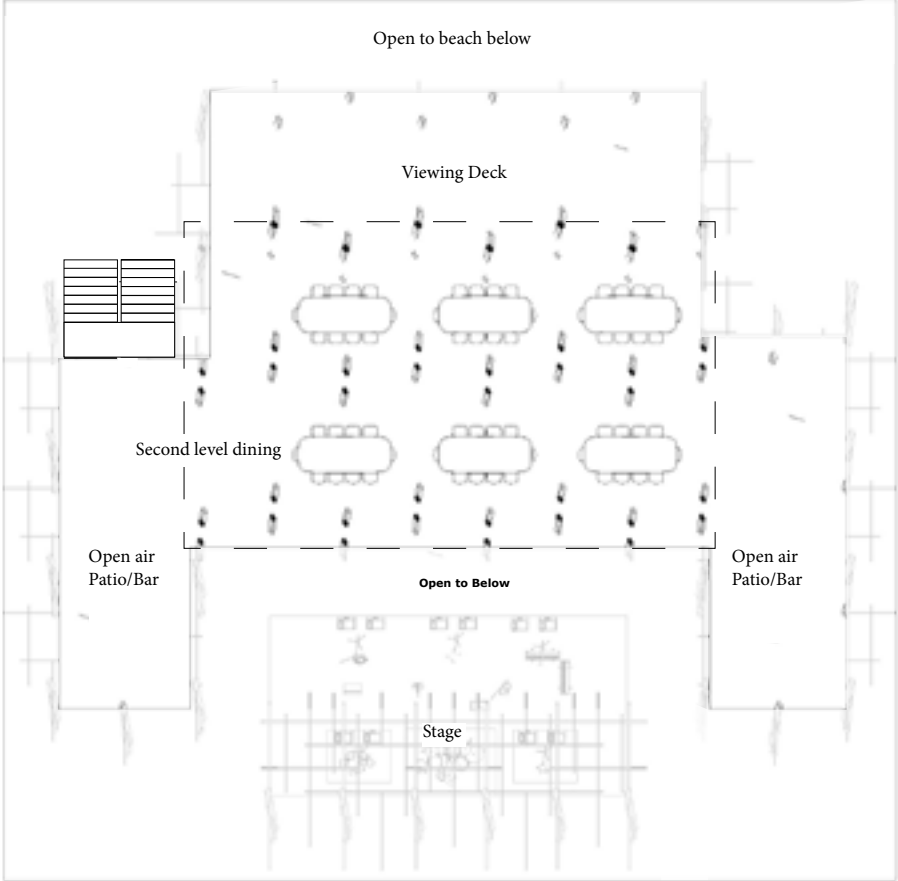 Open to beach below
Viewing Deck
Second level dining
Open air
Patio/Bar
Open air
Patio/Bar
Open to Below
Stage